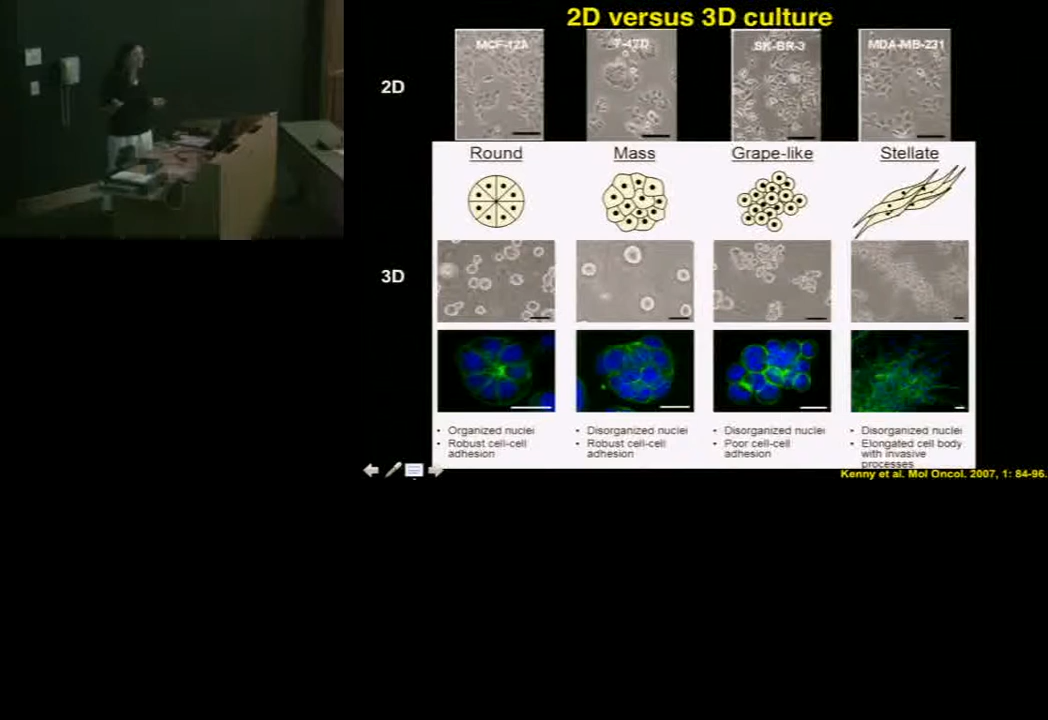 2D versus 3D culture
MCF-12A T-47D SK-BR-3 MDA-MB-231
2D
Round Mass Grape-like Stellate
3D
• Organized nuclei
• Robust cell-cell
adhesion
• Disorganized nuclei
• Robust cell-cell
adhesion
• Disorganized nuclei
• Poor cell-cell
adhesion
• Disorganized nuclei
• Elongated cell body
with invasive
processes
Kenny et al. Mol Oncol. 2007, 1: 84-96.